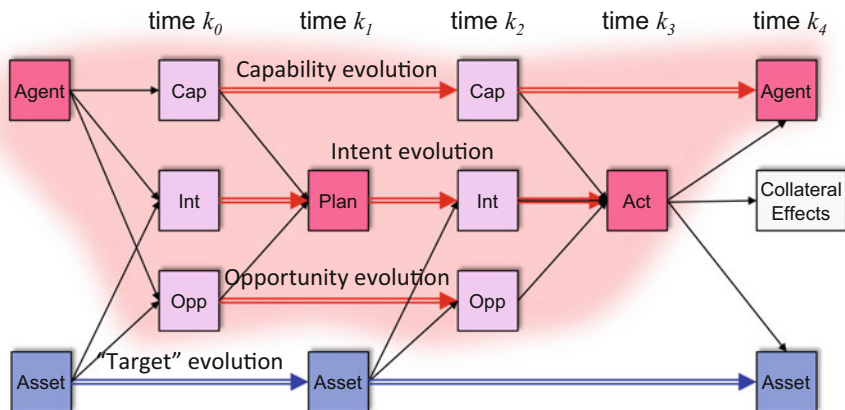 time k₀ time k₁ time k₂ time k₃ time k₄
Capability evolution
Agent Cap Cap Agent
Intent evolution
Int Plan Int Act Collateral
Effects
Opportunity evolution
Opp Opp
"Target" evolution
Asset Asset Asset